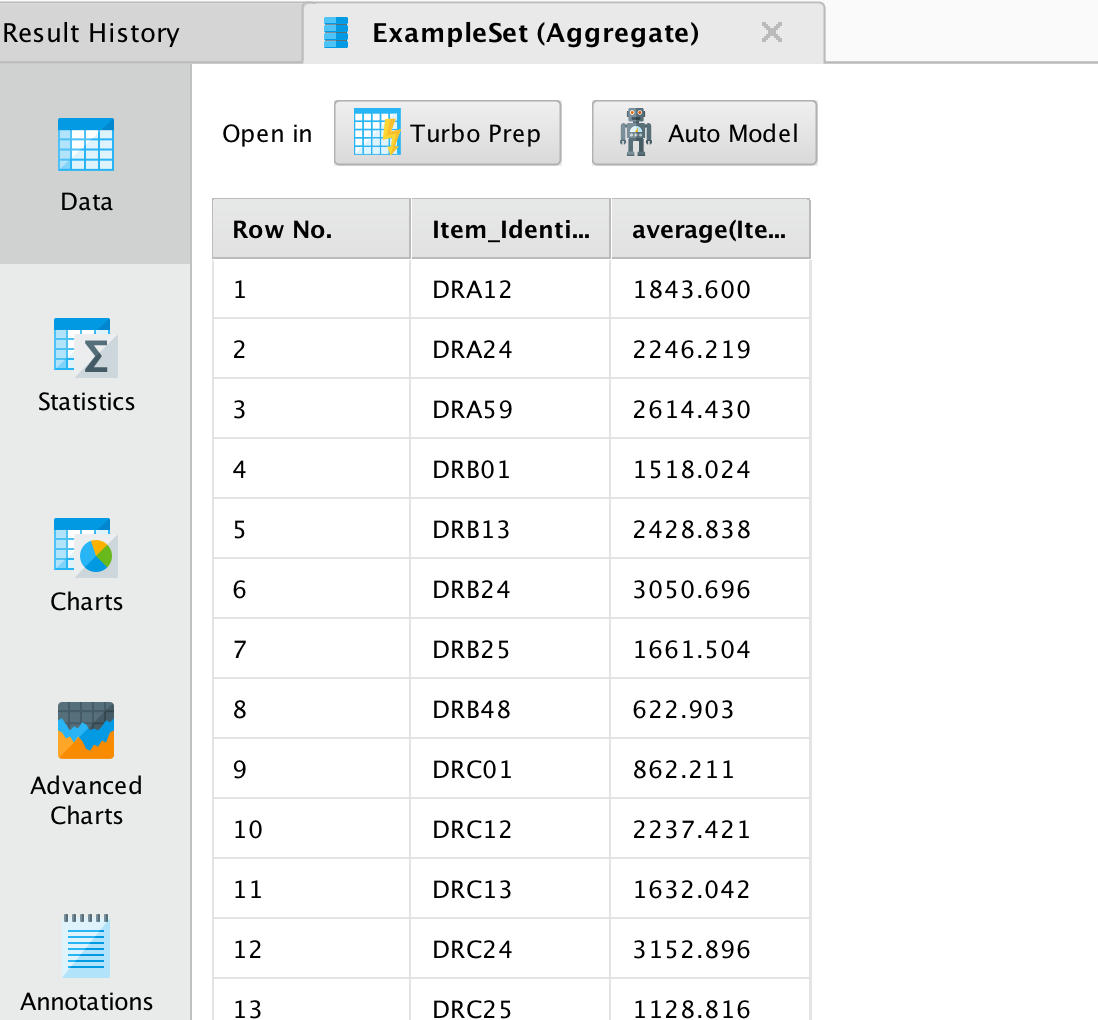 Result History
ExampleSet (Aggregate)
Data
Statistics
Charts
Advanced
Charts
Annotations
Open in Turbo Prep Auto Model
Row No. Item_Identi... average(Ite...
1 DRA12 1843.600
2 DRA24 2246.219
3 DRA59 2614.430
4 DRB01 1518.024
5 DRB13 2428.838
6 DRB24 3050.696
7 DRB25 1661.504
8 DRB48 622.903
9 DRC01 862.211
10 DRC12 2237.421
11 DRC13 1632.042
12 DRC24 3152.896
13 DRC25 1128.816